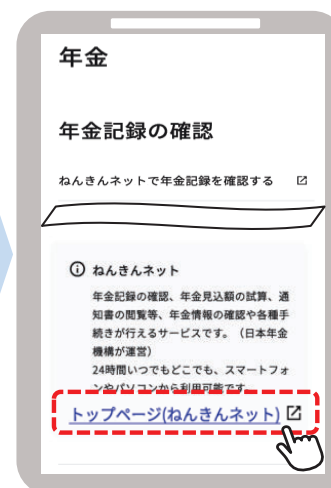 年金
年金記録の確認
ねんきんネットで年金記録を確認する
ねんきんネット
年金記録の確認、年金見込額の試算、通
知書の閲覧等、年金情報の確認や各種手
続きが行えるサービスです。（日本年金
機構が運営）
24時間いつでもどこでも、スマートフォ
ンやパソコンから利用可能です。
トップページ(ねんきんネット)